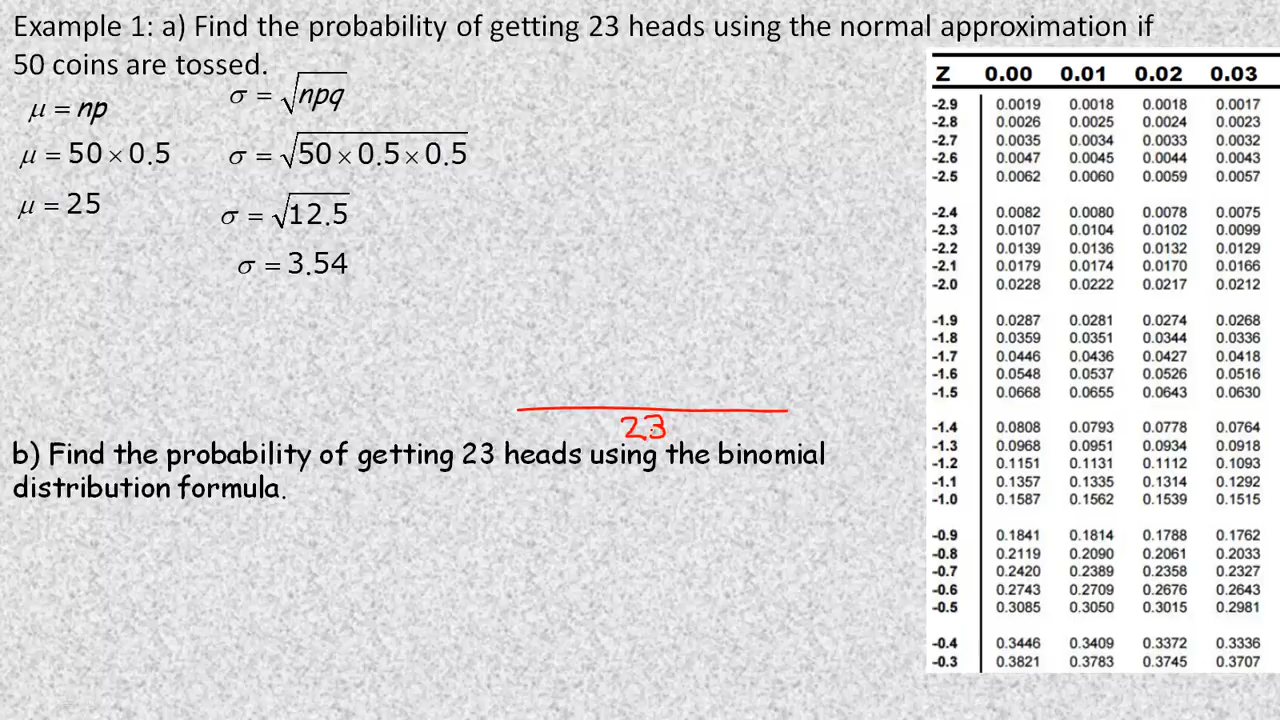 Example 1: a) Find the probability of getting 23 heads using the normal approximation if
50 coins are tossed.
μ = np
σ = √npq
μ = 50 × 0.5
σ = √50 × 0.5 × 0.5
μ = 25
σ = √12.5
σ = 3.54
23
b) Find the probability of getting 23 heads using the binomial
distribution formula.
Z 0.00 0.01 0.02 0.03
-2.9 0.0019 0.0018 0.0018 0.0017
-2.8 0.0026 0.0025 0.0024 0.0023
-2.7 0.0035 0.0034 0.0033 0.0032
-2.6 0.0047 0.0045 0.0044 0.0043
-2.5 0.0062 0.0060 0.0059 0.0057
-2.4 0.0082 0.0080 0.0078 0.0075
-2.3 0.0107 0.0104 0.0102 0.0099
-2.2 0.0139 0.0136 0.0132 0.0129
-2.1 0.0179 0.0174 0.0170 0.0166
-2.0 0.0228 0.0222 0.0217 0.0212
-1.9 0.0287 0.0281 0.0274 0.0268
-1.8 0.0359 0.0351 0.0344 0.0336
-1.7 0.0446 0.0436 0.0427 0.0418
-1.6 0.0548 0.0537 0.0526 0.0516
-1.5 0.0668 0.0655 0.0643 0.0630
-1.4 0.0808 0.0793 0.0778 0.0764
-1.3 0.0968 0.0951 0.0934 0.0918
-1.2 0.1151 0.1131 0.1112 0.1093
-1.1 0.1357 0.1335 0.1314 0.1292
-1.0 0.1587 0.1562 0.1539 0.1515
-0.9 0.1841 0.1814 0.1788 0.1762
-0.8 0.2119 0.2090 0.2061 0.2033
-0.7 0.2420 0.2389 0.2358 0.2327
-0.6 0.2743 0.2709 0.2676 0.2643
-0.5 0.3085 0.3050 0.3015 0.2981
-0.4 0.3446 0.3409 0.3372 0.3336
-0.3 0.3821 0.3783 0.3745 0.3707